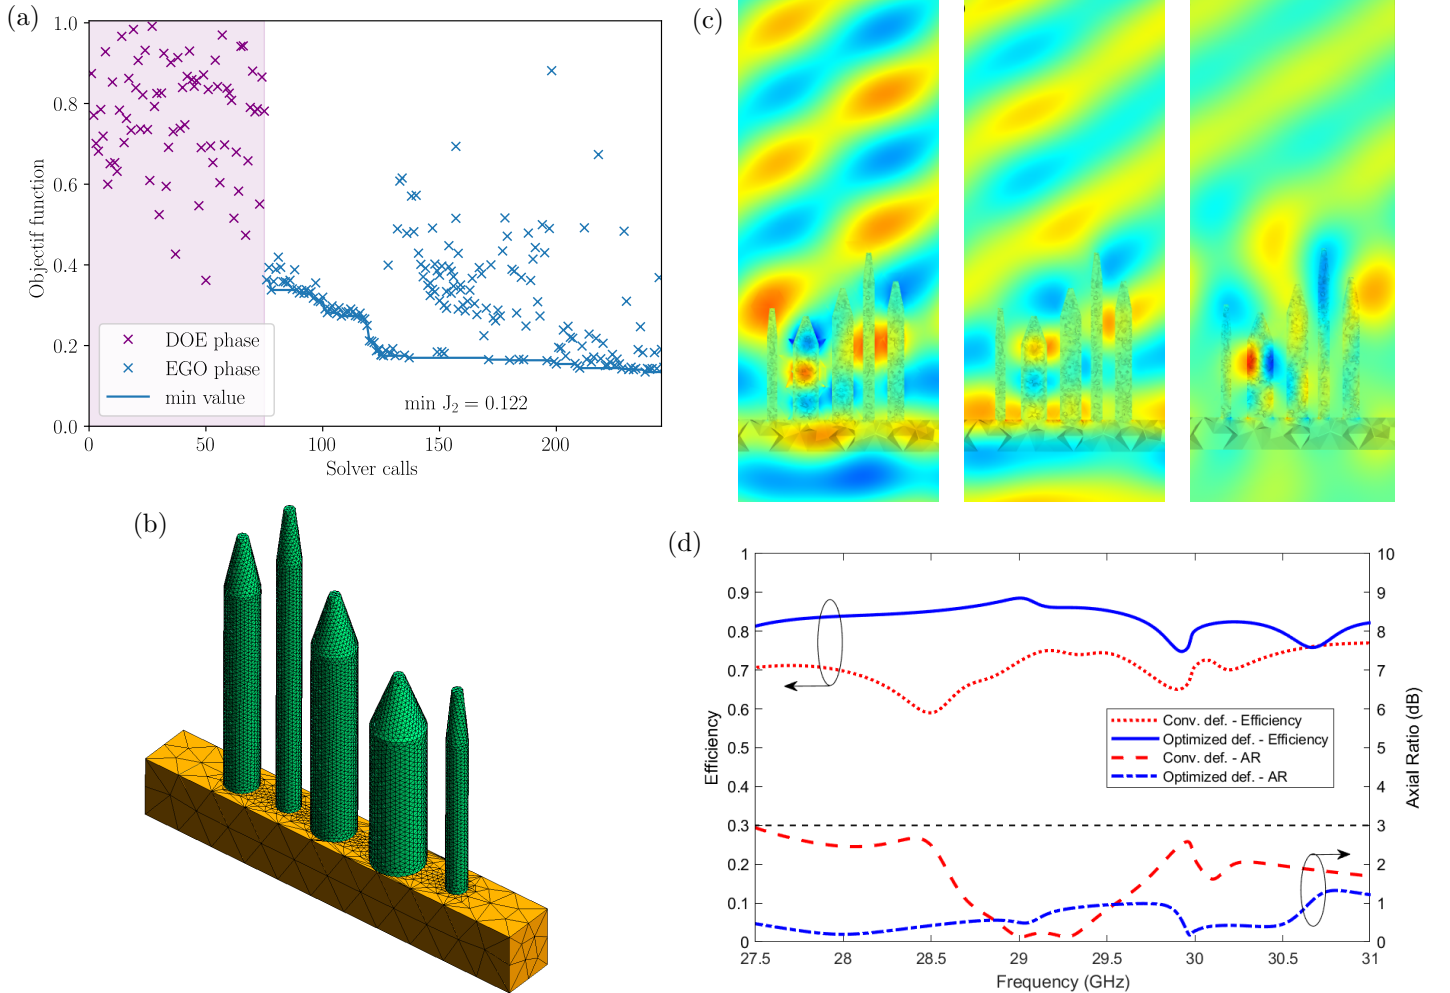 (a)
1.0
0.8
0.6
0.4
0.2
0.0
Objectif function
DOE phase
EGO phase
min value
min J2 = 0.122
0 50 100 150 200
Solver calls
(b)
(c)
(d)
1
0.9
0.8
0.7
0.6
0.5
0.4
0.3
0.2
0.1
0
Efficiency
10
9
8
7
6
5
4
3
2
1
0
Axial Ratio (dB)
Conv. def. - Efficiency
Optimized def. - Efficiency
Conv. def. - AR
Optimized def. - AR
27.5 28 28.5 29 29.5 30 30.5 31
Frequency (GHz)